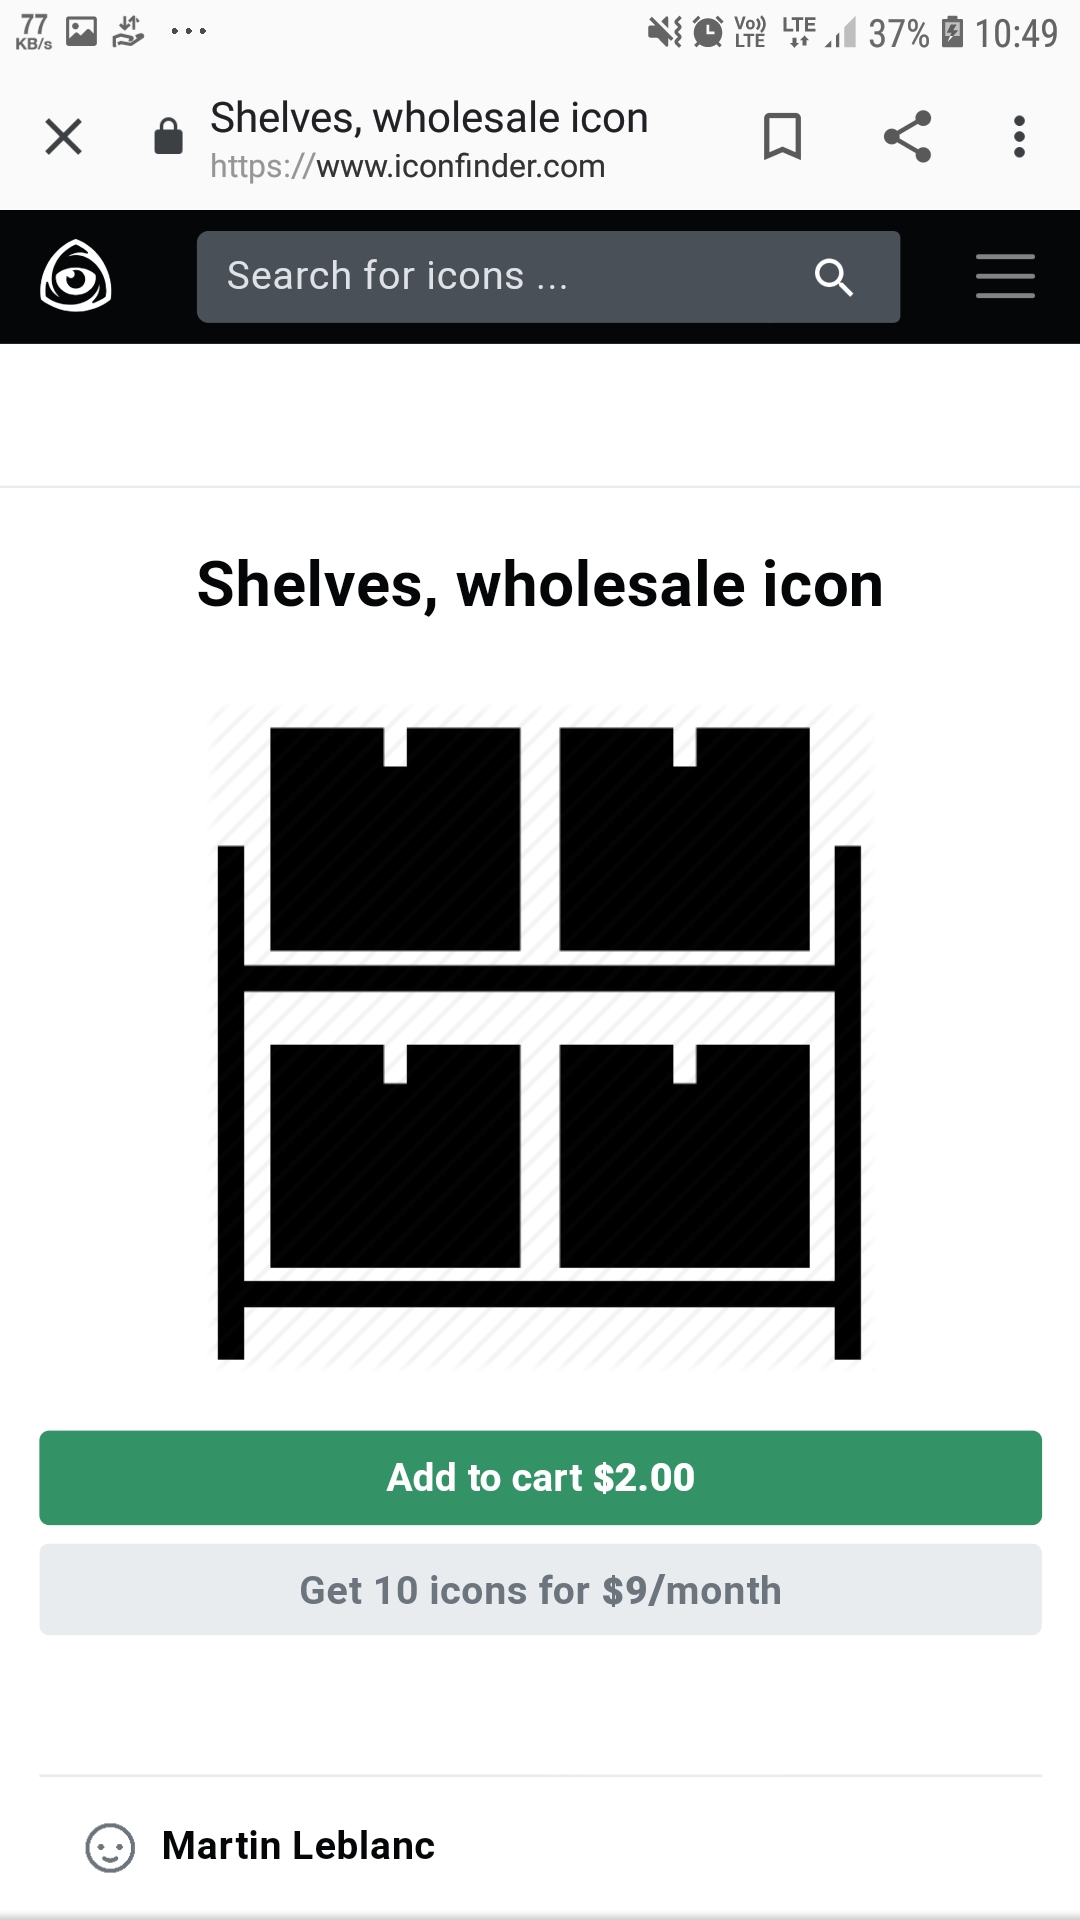 77
KB/s
Vo))
LTE
LTE
37%
10:49
Shelves, wholesale icon
https://www.iconfinder.com
Search for icons ...
Shelves, wholesale icon
Add to cart $2.00
Get 10 icons for $9/month
Martin Leblanc